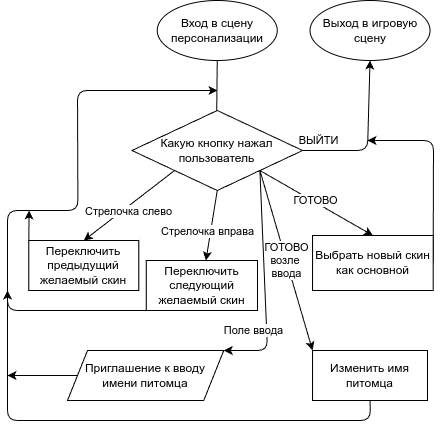 Вход в сцену
персонализации
Выход в игровую
сцену
Какую кнопку нажал
пользователь
ВЫЙТИ
Стрелочка слево
Стрелочка вправа
ГОТОВО
ГОТОВО
возле
ввода
Переключить
предыдущий
желаемый скин
Переключить
следующий
желаемый скин
Выбрать новый скин
как основной
Поле ввода
Приглашение к вводу
имени питомца
Изменить имя
питомца